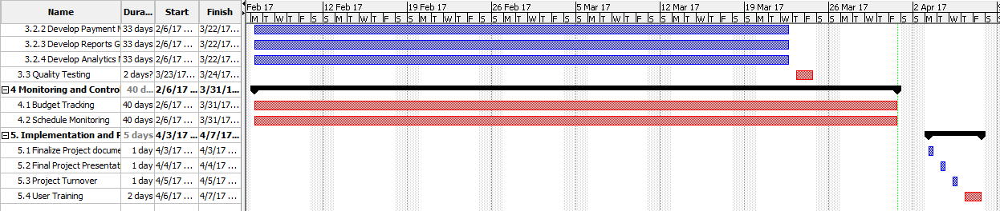 Name Dura... Start Finish
Feb 17 12 Feb 17 19 Feb 17 26 Feb 17 5 Mar 17 12 Mar 17 19 Mar 17 26 Mar 17 2 Apr 17
M T W T F S S M T W T F S S M T W T F S S M T W T F S S M T W T F S S M T W T F S S M T W T F S S M T W T F S S M T W T F S
3.2.2 Develop Payment M 33 days 2/6/17 ... 3/22/17...
3.2.3 Develop Reports G 33 days 2/6/17 ... 3/22/17...
3.2.4 Develop Analytics M 33 days 2/6/17 ... 3/22/17...
3.3 Quality Testing 2 days? 3/23/17... 3/24/17...
4 Monitoring and Contro 40 d... 2/6/17 ... 3/31/1...
4.1 Budget Tracking 40 days 2/6/17 ... 3/31/17...
4.2 Schedule Monitoring 40 days 2/6/17 ... 3/31/17...
5. Implementation and P 5 days 4/3/17 ... 4/7/17...
5.1 Finalize Project docume 1 day 4/3/17 ... 4/3/17 ...
5.2 Final Project Presentat 1 day 4/4/17 ... 4/4/17 ...
5.3 Project Turnover 1 day 4/5/17 ... 4/5/17 ...
5.4 User Training 2 days 4/6/17 ... 4/7/17 ...